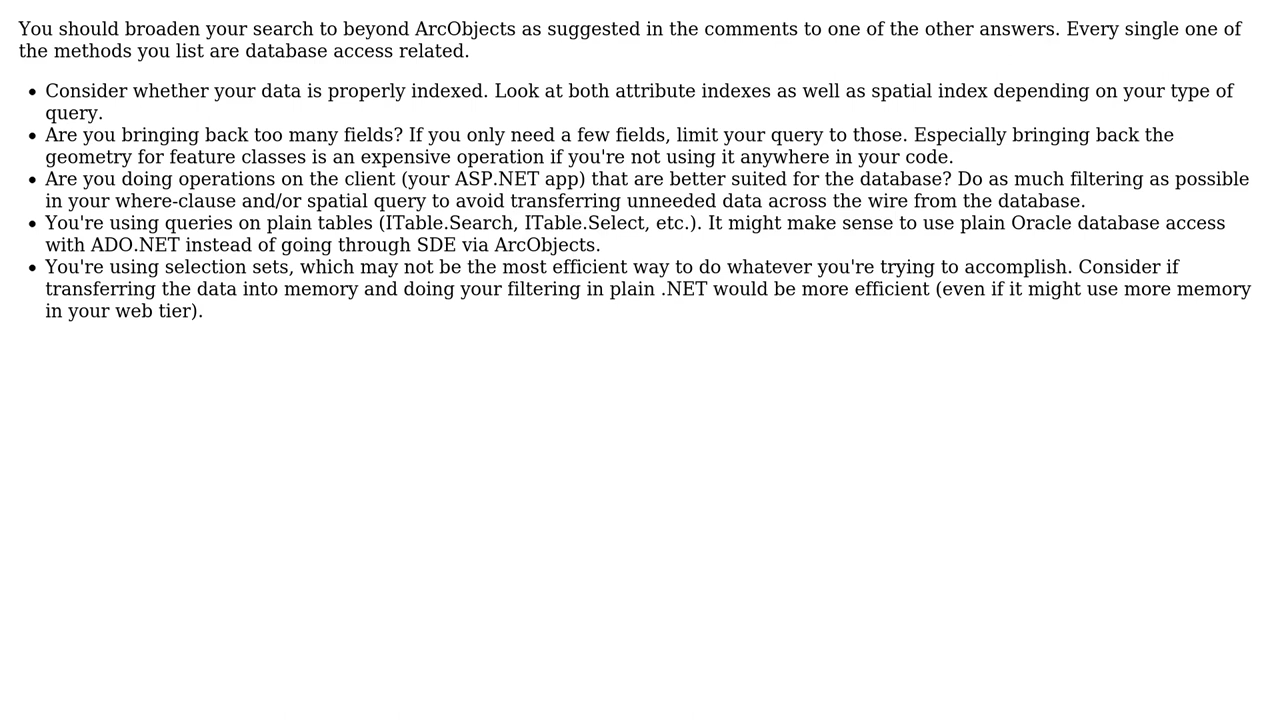 You should broaden your search to beyond ArcObjects as suggested in the comments to one of the other answers. Every single one of
the methods you list are database access related.
• Consider whether your data is properly indexed. Look at both attribute indexes as well as spatial index depending on your type of
query.
• Are you bringing back too many fields? If you only need a few fields, limit your query to those. Especially bringing back the
geometry for feature classes is an expensive operation if you're not using it anywhere in your code.
• Are you doing operations on the client (your ASP.NET app) that are better suited for the database? Do as much filtering as possible
in your where-clause and/or spatial query to avoid transferring unneeded data across the wire from the database.
• You're using queries on plain tables (ITable.Search, ITable.Select, etc.). It might make sense to use plain Oracle database access
with ADO.NET instead of going through SDE via ArcObjects.
• You're using selection sets, which may not be the most efficient way to do whatever you're trying to accomplish. Consider if
transferring the data into memory and doing your filtering in plain .NET would be more efficient (even if it might use more memory
in your web tier).